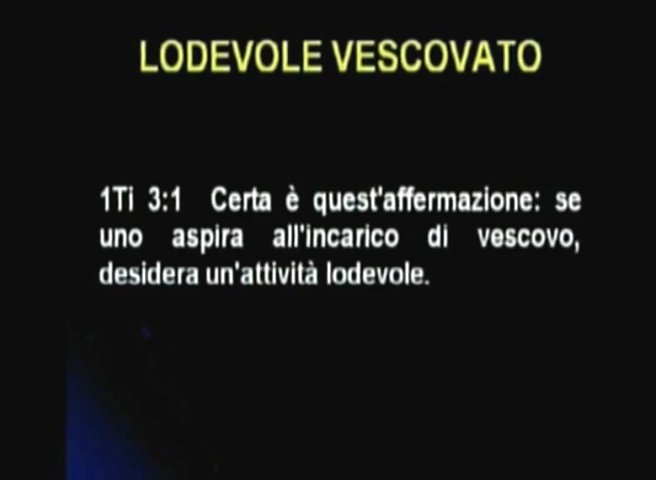 LODEVOLE VESCOVATO
1Ti 3:1 Certa è quest'affermazione: se
uno aspira all'incarico di vescovo,
desidera un'attività lodevole.